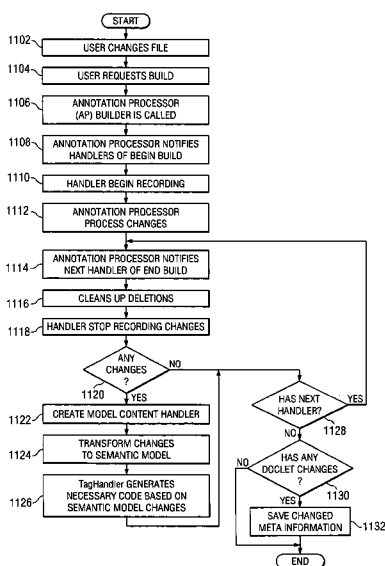 START
1102
USER CHANGES FILE
1104
USER REQUESTS BUILD
1106
ANNOTATION PROCESSOR
(AP) BUILDER IS CALLED
1108
ANNOTATION PROCESSOR NOTIFIES
HANDLERS OF BEGIN BUILD
1110
HANDLER BEGIN RECORDING
1112
ANNOTATION PROCESSOR
PROCESS CHANGES
1114
ANNOTATION PROCESSOR NOTIFIES
NEXT HANDLER OF END BUILD
1116
CLEANS UP DELETIONS
1118
HANDLER STOP RECORDING CHANGES
ANY
CHANGES
?
1120
NO
YES
1122
CREATE MODEL CONTENT HANDLER
1124
TRANSFORM CHANGES
TO SEMANTIC MODEL
1126
TagHandler GENERATES
NECESSARY CODE BASED ON
SEMANTIC MODEL CHANGES
HAS NEXT
HANDLER?
YES
1128
NO
HAS ANY
DOCLET CHANGES
?
NO
1130
YES
SAVE CHANGED
META INFORMATION
1132
END